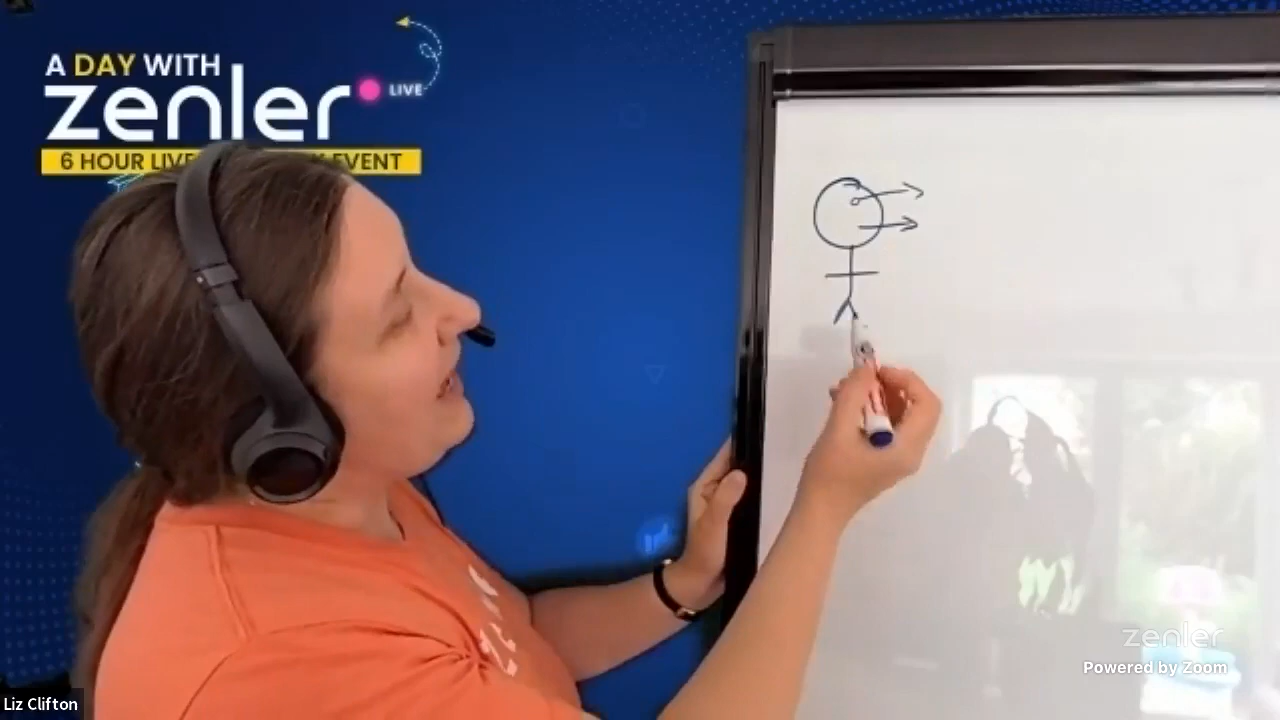 A DAY WITH
zenler LIVE
6 HOUR LIVE EVENT
zenler
Powered by Zoom
Liz Clifton